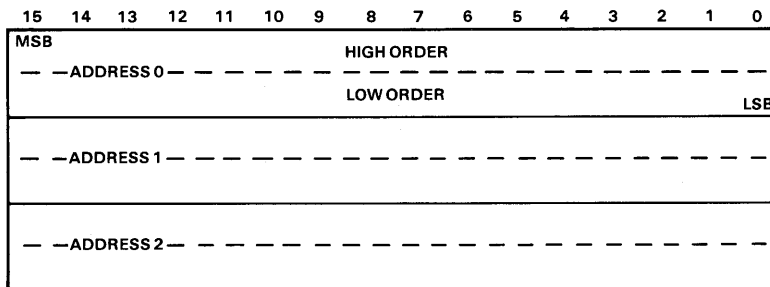 15 14 13 12 11 10 9 8 7 6 5 4 3 2 1 0
MSB
HIGH ORDER
ADDRESS 0
LOW ORDER
LSB
ADDRESS 1
ADDRESS 2